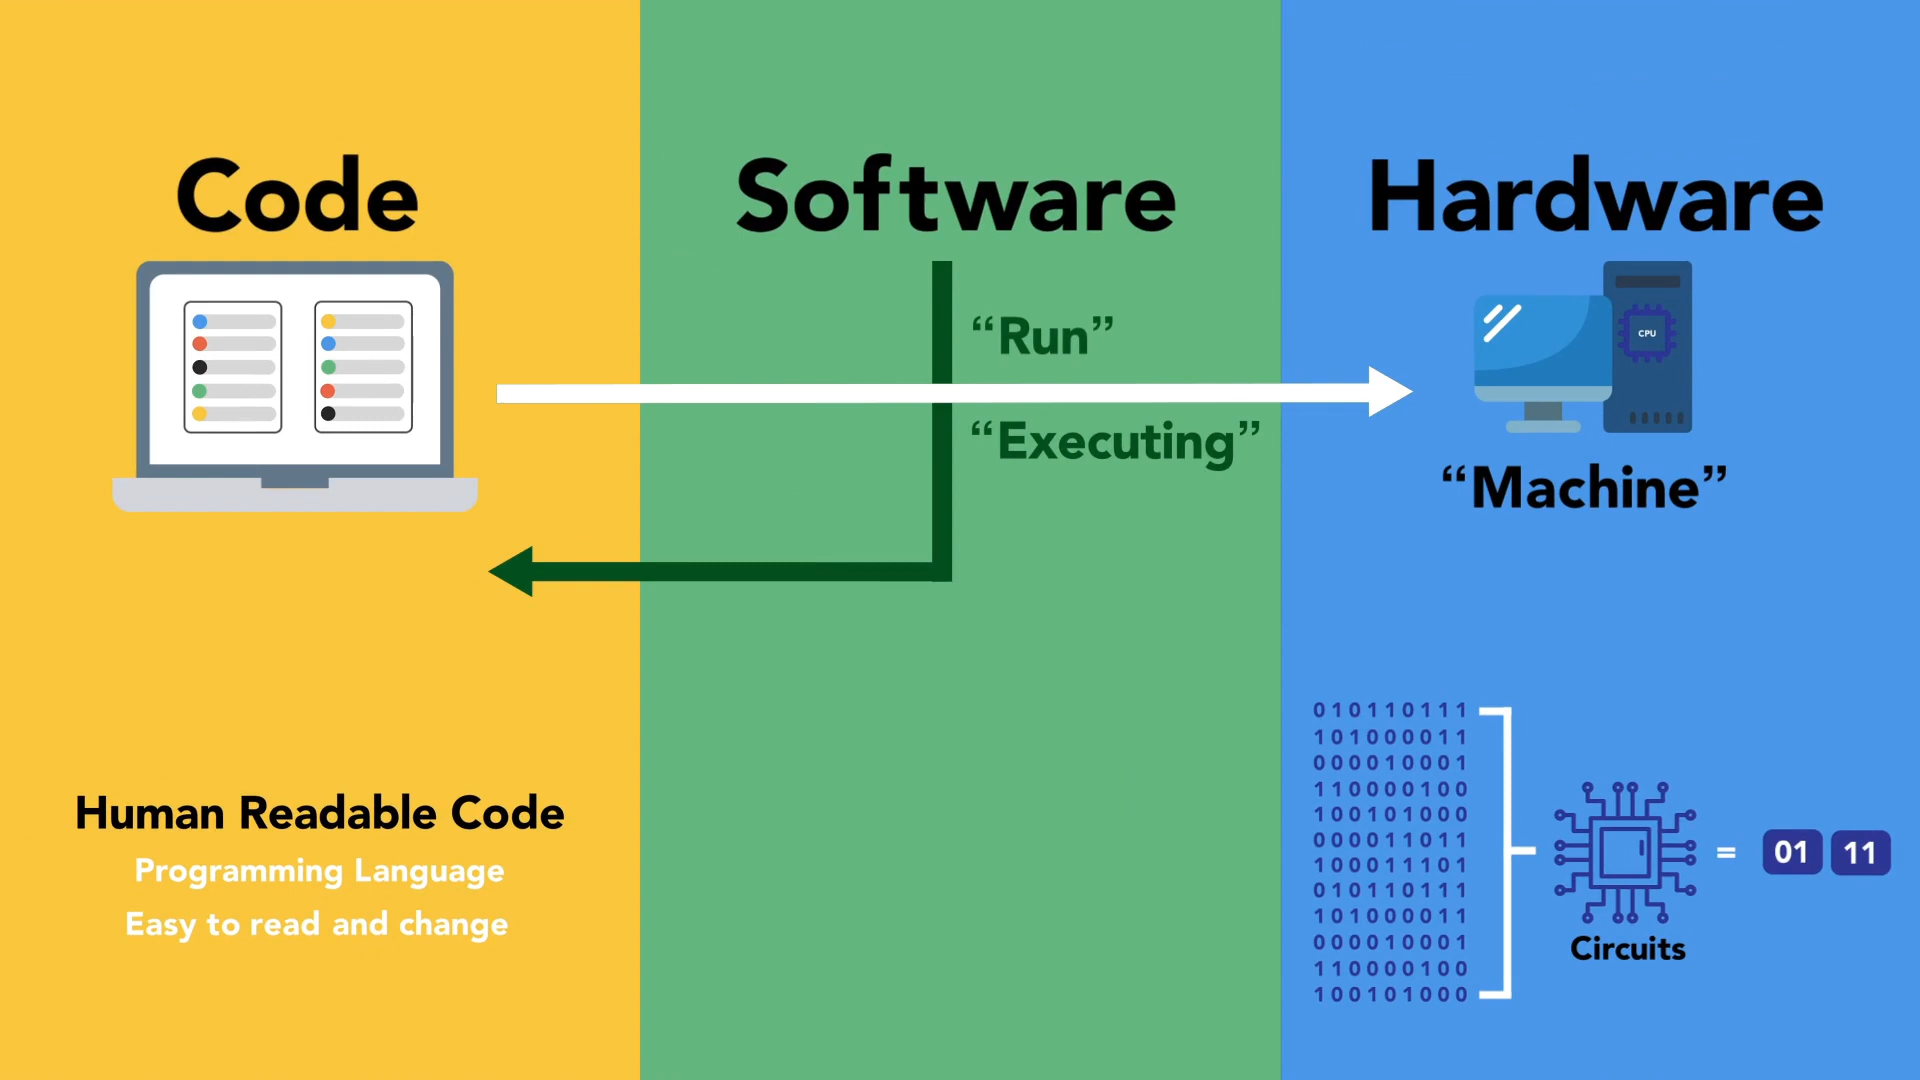 Code
Software
Hardware
“Run”
CPU
“Executing”
“Machine”
Human Readable Code
Programming Language
Easy to read and change
010110111
101000011
000010001
110000100
100101000
000011011
100011101
010110111
101000011
000010001
110000100
100101000
= 01 11
Circuits